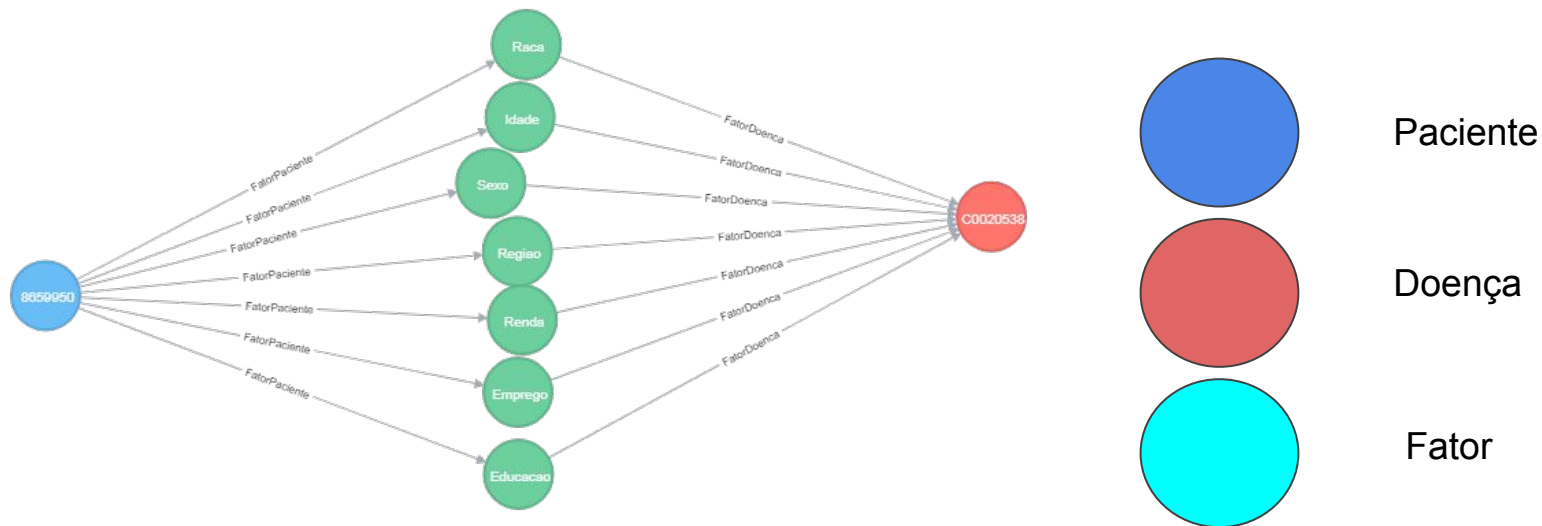 Raca
Idade
Sexo
Regiao
Renda
Emprego
Educacao
8659950
C0020538
FatorPaciente
FatorPaciente
FatorPaciente
FatorPaciente
FatorPaciente
FatorPaciente
FatorPaciente
FatorDoenca
FatorDoenca
FatorDoenca
FatorDoenca
FatorDoenca
FatorDoenca
FatorDoenca
Paciente
Doença
Fator